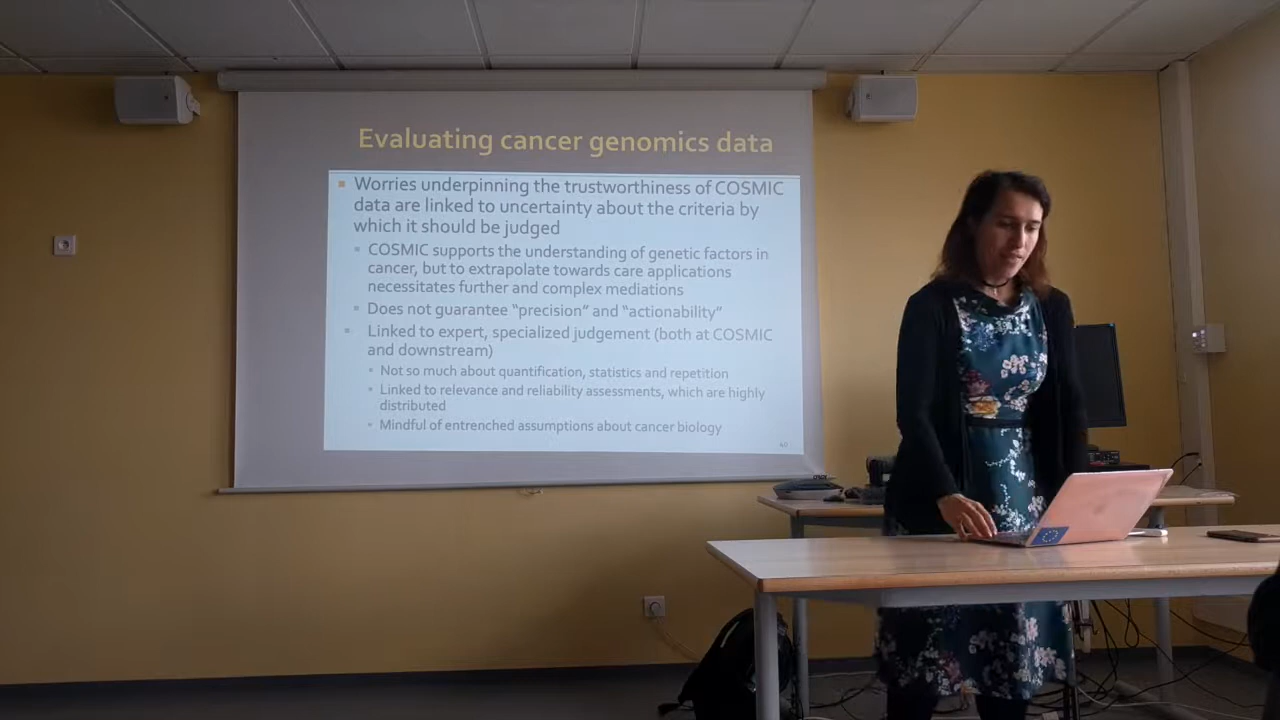 Evaluating cancer genomics data
Worries underpinning the trustworthiness of COSMIC
data are linked to uncertainty about the criteria by
which it should be judged
COSMIC supports the understanding of genetic factors in
cancer, but to extrapolate towards care applications
necessitates further and complex mediations
Does not guarantee “precision” and “actionability”
Linked to expert, specialized judgement (both at COSMIC
and downstream)
Not so much about quantification, statistics and repetition
Linked to relevance and reliability assessments, which are highly
distributed
Mindful of entrenched assumptions about cancer biology
40